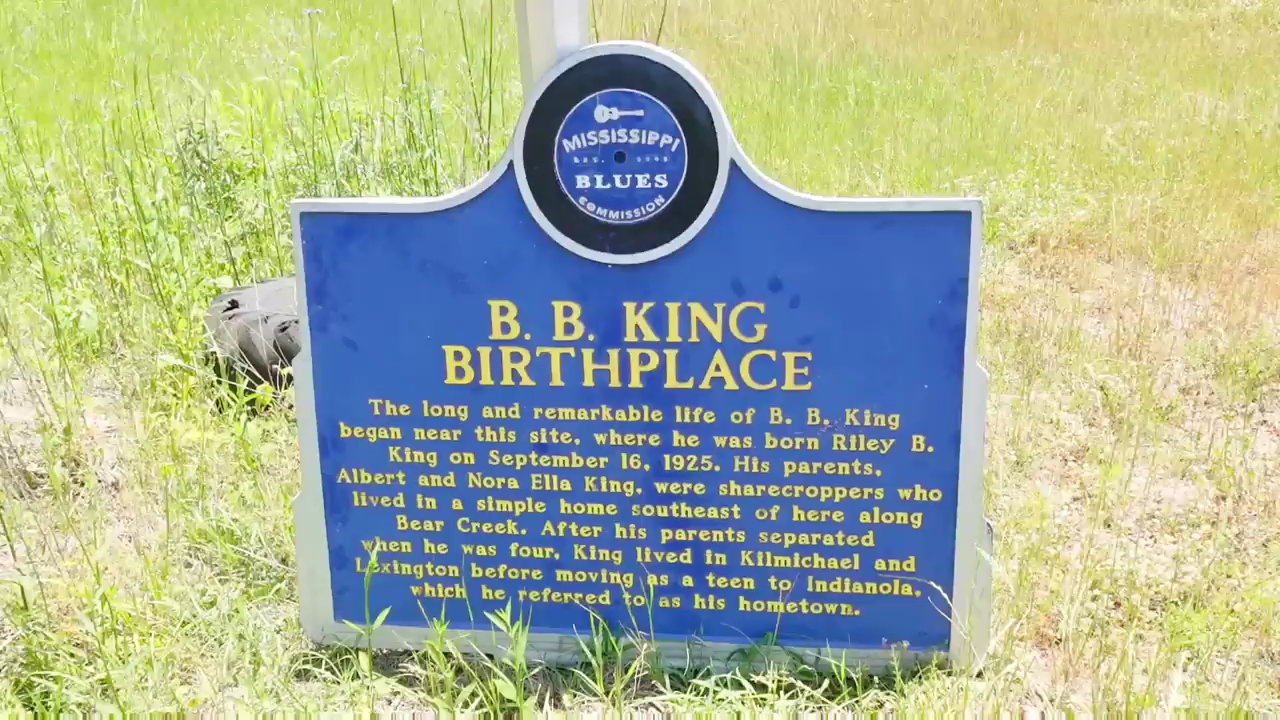 MISSISSIPPI
BLUES
COMMISSION
B. B. KING
BIRTHPLACE
The long and remarkable life of B. B. King
began near this site, where he was born Riley B.
King on September 16, 1925. His parents,
Albert and Nora Ella King, were sharecroppers who
lived in a simple home southeast of here along
Bear Creek. After his parents separated
when he was four, King lived in Kilmichael and
Lexington before moving as a teen to Indianola,
which he referred to as his hometown.